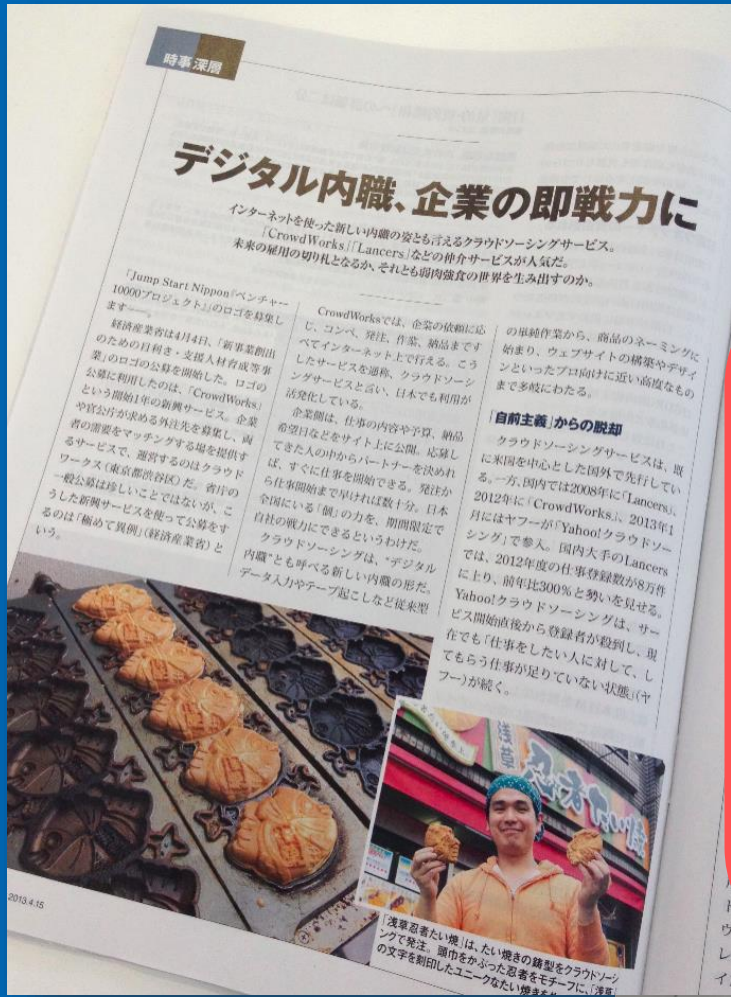 時事深層
デジタル内職、企業の即戦力に
インターネットを使った新しい内職の姿とも言えるクラウドソーシングサービス。
「CrowdWorks」「Lancers」などの仲介サービスが人気だ。
未来の雇用の切り札となるか、それとも弱肉強食の世界を生み出すのか。
「Jump Start Nippon『ベンチャー
10000プロジェクト』」のロゴを募集し
ます――。
経済産業省は4月4日、「新事業創出
のための目利き・支援人材育成等事
業」のロゴの公募を開始した。ロゴの
公募に利用したのは、「CrowdWorks」
という開始1年の新興サービス。企業
や官公庁が求める外注先を募集し、両
者の需要をマッチングする場を提供す
るサービスで、運営するのはクラウド
ワークス(東京都渋谷区)だ。省庁の
一般公募は珍しいことではないが、こ
うした新興サービスを使って公募をす
るのは「極めて異例」(経済産業省)と
いう。
CrowdWorksでは、企業の依頼に応
じ、コンペ、発注、作業、納品まです
べてインターネット上で行える。こう
したサービスを通称、クラウドソーシ
ングサービスと言い、日本でも利用が
活発化している。
企業側は、仕事の内容や予算、納品
希望日などをサイト上に公開。応募し
てきた人の中からパートナーを決めれ
ば、すぐに仕事を開始できる。発注か
ら仕事開始まで早ければ数十分。日本
全国にいる「個」の力を、期間限定で
自社の戦力にできるというわけだ。
クラウドソーシングは、“デジタル
内職”とも呼べる新しい内職の形だ。
データ入力やテープ起こしなど従来型
の単純作業から、商品のネーミングに
始まり、ウェブサイトの構築やデザイ
ンといったプロ向けに近い高度なもの
まで多岐にわたる。
「自前主義」からの脱却
クラウドソーシングサービスは、既
に米国を中心とした国外で先行してい
る。一方、国内では2008年に「Lancers」、
2012年に「CrowdWorks」、2013年1
月にはヤフーが「Yahoo!クラウドソー
シング」で参入。国内大手のLancers
では、2012年度の仕事登録数が8万件
に上り、前年比300%と勢いを見せる。
Yahoo!クラウドソーシングは、サー
ビス開始直後から登録者が殺到し、現
在でも「仕事をしたい人に対して、し
てもらう仕事が足りていない状態」(ヤ
フー)が続く。
忍者たい焼
「浅草忍者たい焼」は、たい焼きの鋳型をクラウドソーシ
ングで発注。頭巾をかぶった忍者をモチーフに、「浅草」
の文字を刻印したユニークなたい焼きを
2013.4.15